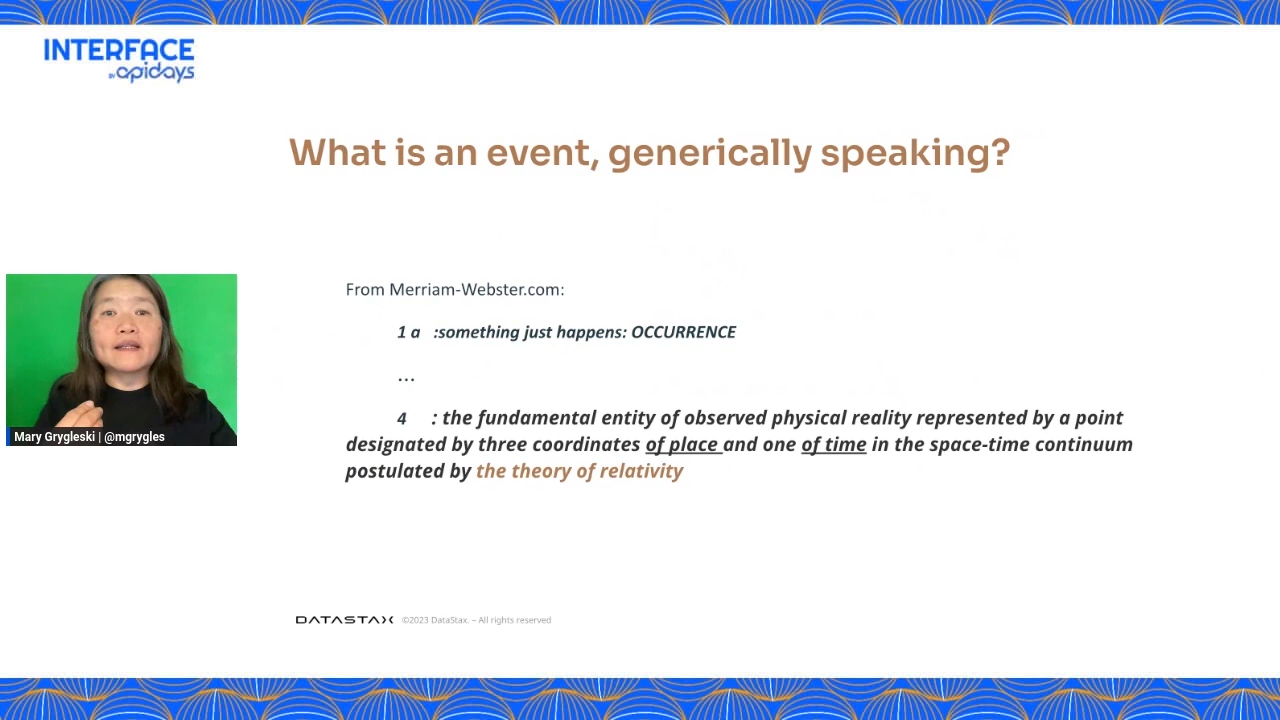 INTERFACE
BY apidays
What is an event, generically speaking?
From Merriam-Webster.com:
1 a :something just happens: OCCURRENCE
...
4 : the fundamental entity of observed physical reality represented by a point
designated by three coordinates of place and one of time in the space-time continuum
postulated by the theory of relativity
Mary Grygleski | @mgrygles
DATASTAX ©2023 DataStax. – All rights reserved